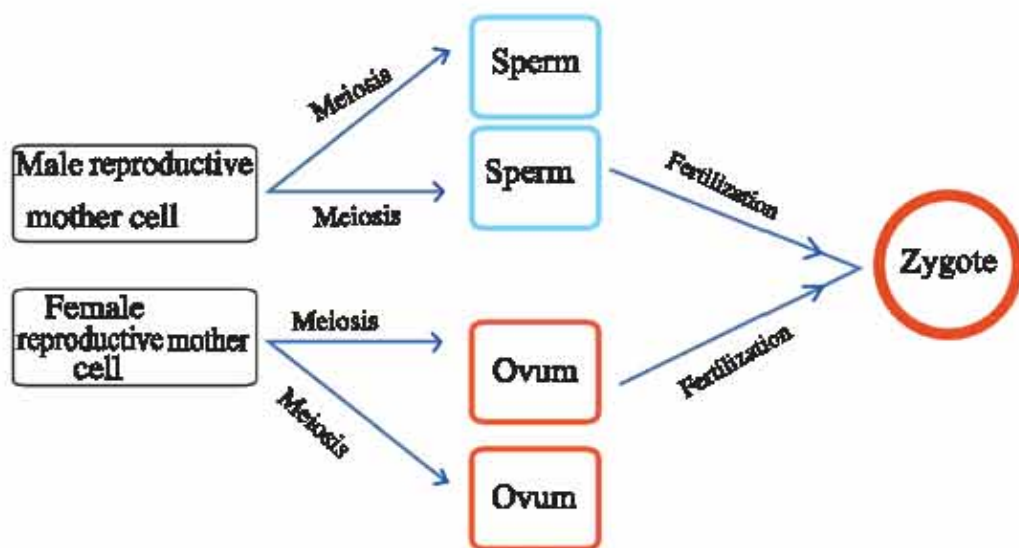 Sperm
Meiosis
Male reproductive
mother cell
Meiosis
Sperm
Fertilization
Zygote
Female
reproductive mother
cell
Meiosis
Meiosis
Ovum
Fertilization
Ovum